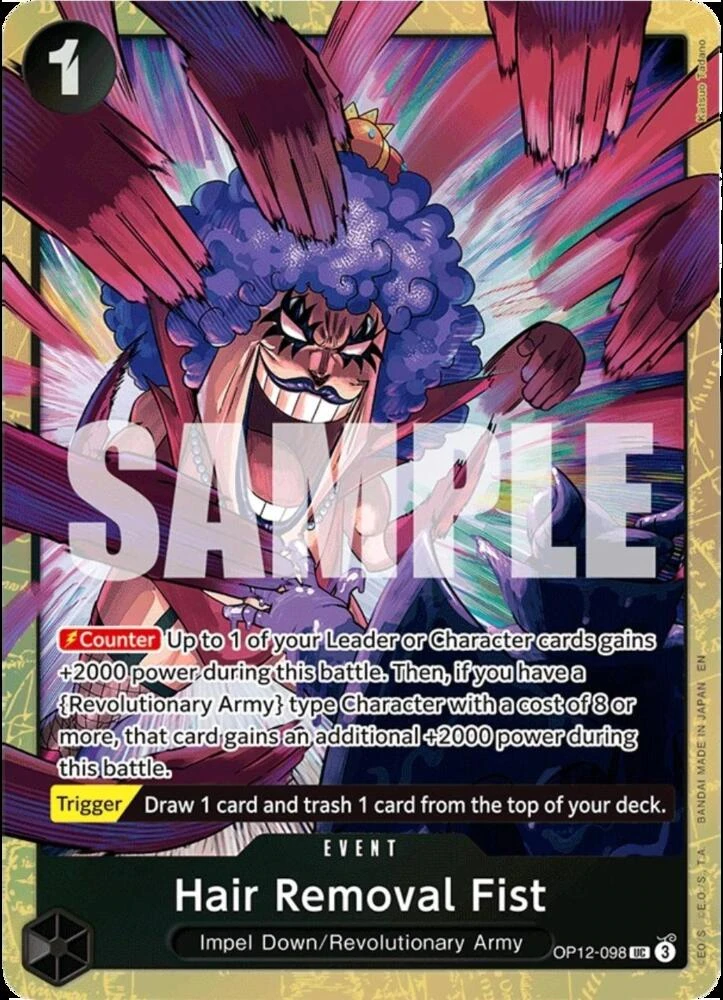 1
Katsuo Tadano
SAMPLE
Counter Up to 1 of your Leader or Character cards gains
+2000 power during this battle. Then, if you have a
{Revolutionary Army} type Character with a cost of 8 or
more, that card gains an additional +2000 power during
this battle.
Trigger Draw 1 card and trash 1 card from the top of your deck.
EVENT
Hair Removal Fist
Impel Down/Revolutionary Army
OP12-098 UC 3
©E.O./S., T.A. BANDAI MADE IN JAPAN EN